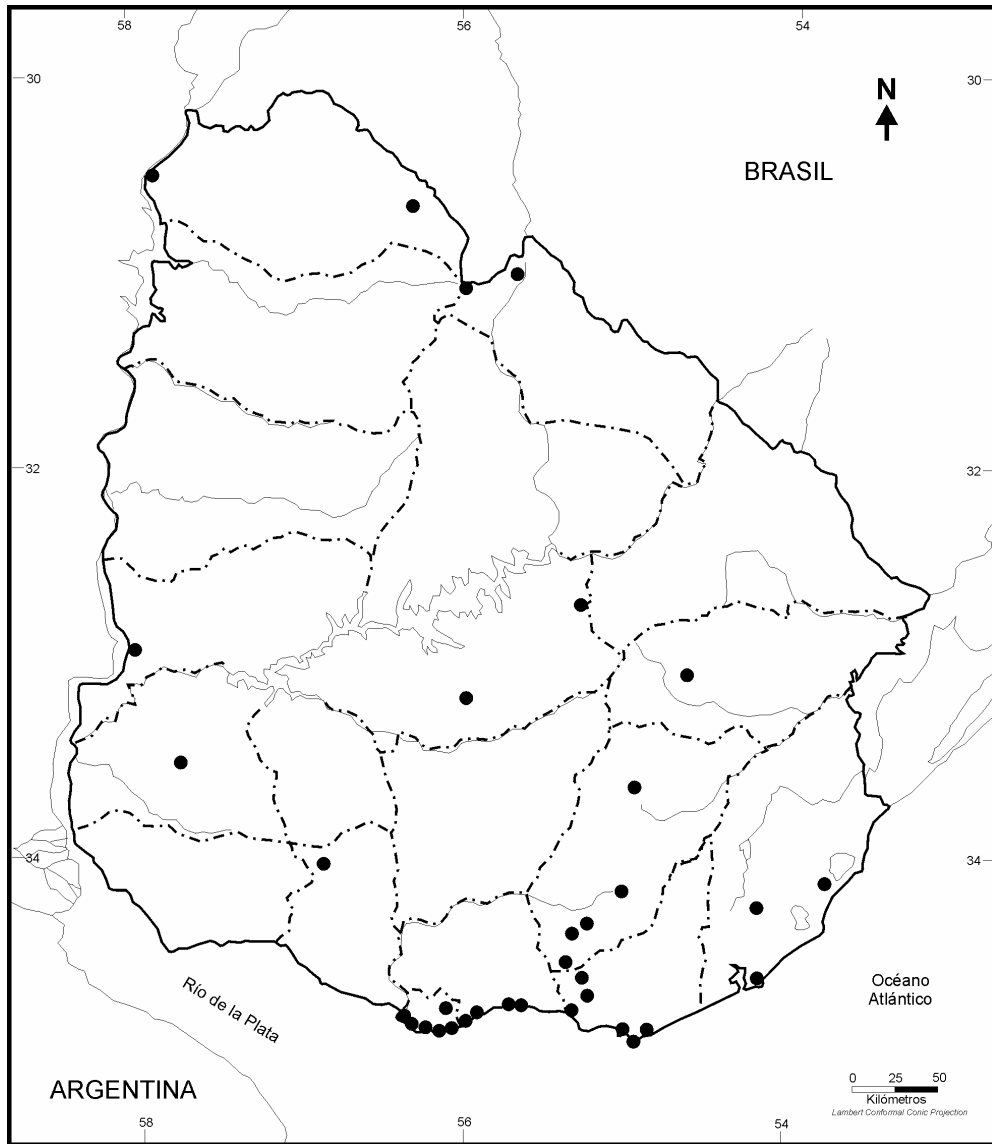 58 56 54
30 30
N
BRASIL
32 32
34 34
Río de la Plata
Océano
Atlántico
ARGENTINA
0 25 50
Kilómetros
Lambert Conformal Conic Projection
58 56 54